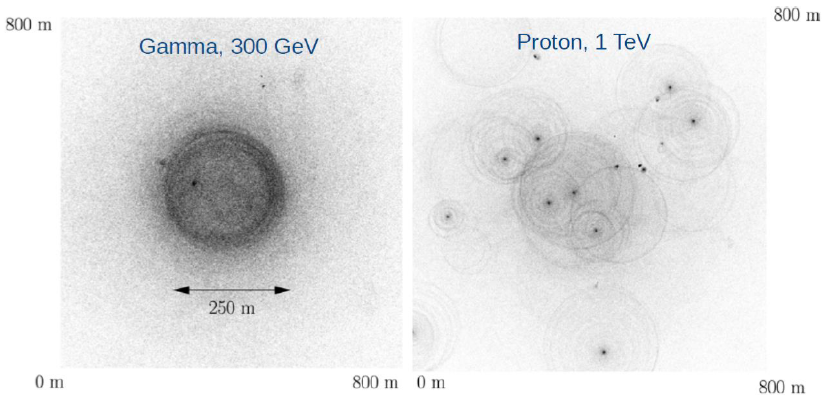 800 m
Gamma, 300 GeV
250 m
0 m
800 m
800 m
Proton, 1 TeV
0 m
800 m